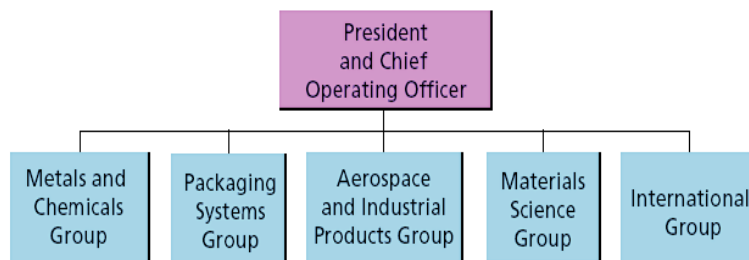 President
and Chief
Operating Officer
Metals and
Chemicals
Group
Packaging
Systems
Group
Aerospace
and Industrial
Products Group
Materials
Science
Group
International
Group